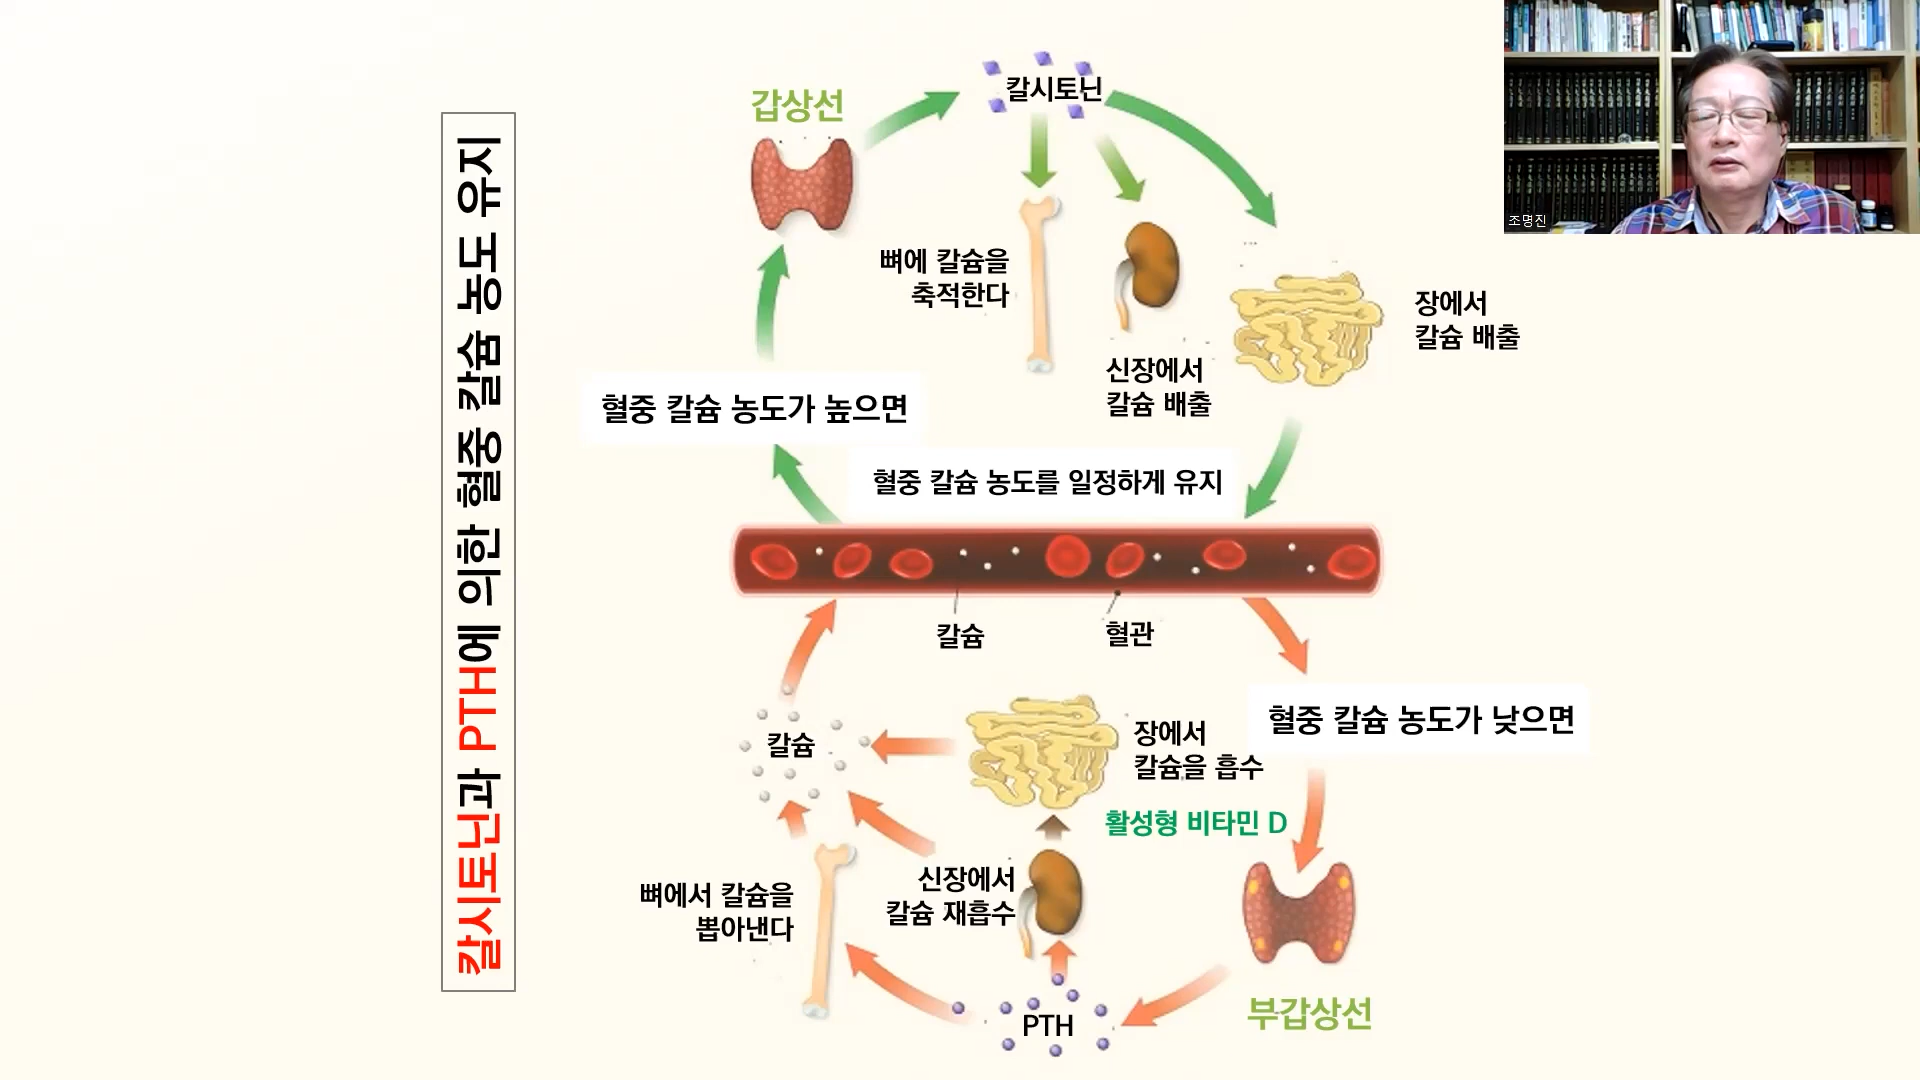 칼시토닌과 PTH에 의한 혈중 칼슘 농도 유지
갑상선
칼시토닌
뼈에 칼슘을
축적한다
신장에서
칼슘 배출
장에서
칼슘 배출
혈중 칼슘 농도가 높으면
혈중 칼슘 농도를 일정하게 유지
칼슘
혈관
혈중 칼슘 농도가 낮으면
칼슘
장에서
칼슘을 흡수
활성형 비타민 D
뼈에서 칼슘을
뽑아낸다
신장에서
칼슘 재흡수
PTH
부갑상선
조명진